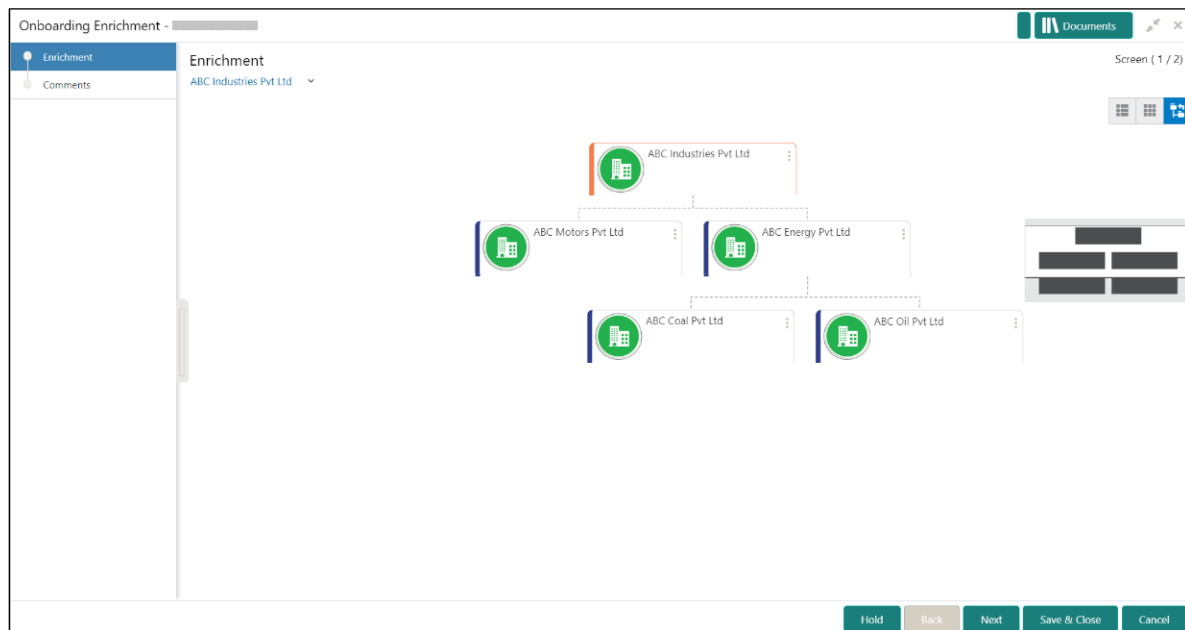 Onboarding Enrichment -
Documents
Enrichment
Comments
Enrichment
Screen ( 1 / 2)
ABC Industries Pvt Ltd
ABC Industries Pvt Ltd
ABC Motors Pvt Ltd
ABC Energy Pvt Ltd
ABC Coal Pvt Ltd
ABC Oil Pvt Ltd
Hold
Back
Next
Save & Close
Cancel